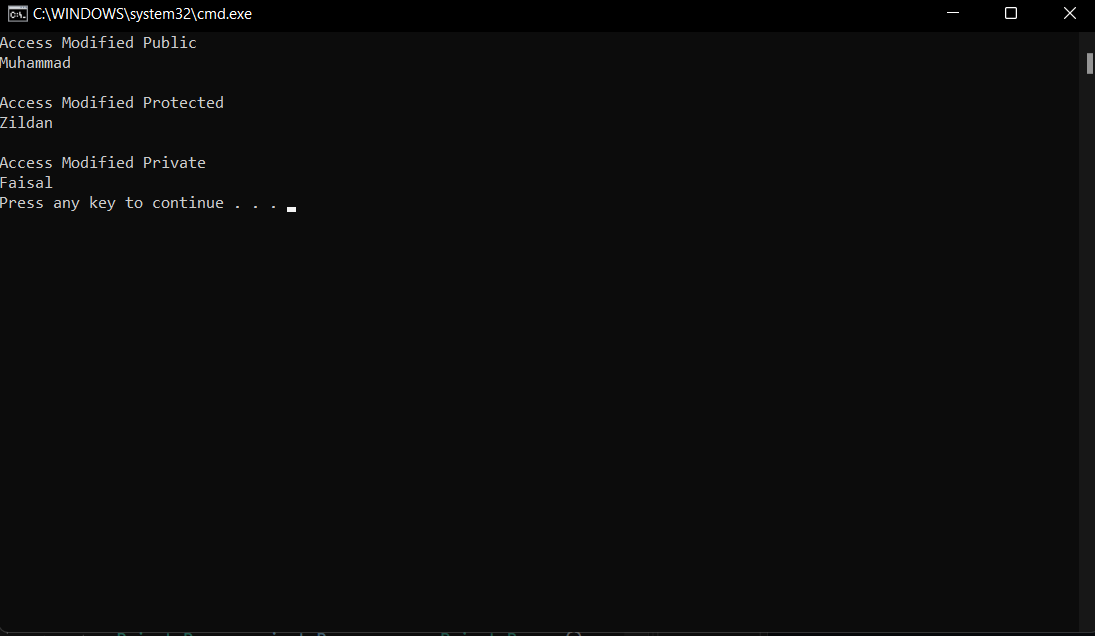 C:\WINDOWS\system32\cmd.exe
Access Modified Public
Muhammad
Access Modified Protected
Zildan
Access Modified Private
Faisal
Press any key to continue . . .